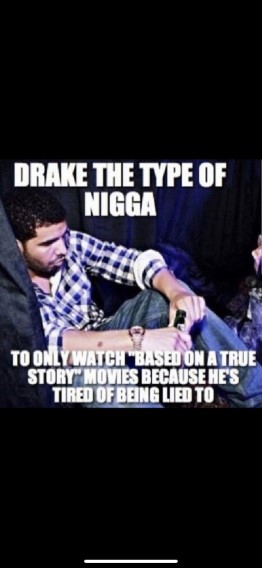 DRAKE THE TYPE OF
NIGGA
TO ONLY WATCH "BASED ON A TRUE
STORY" MOVIES BECAUSE HE'S
TIRED OF BEING LIED TO